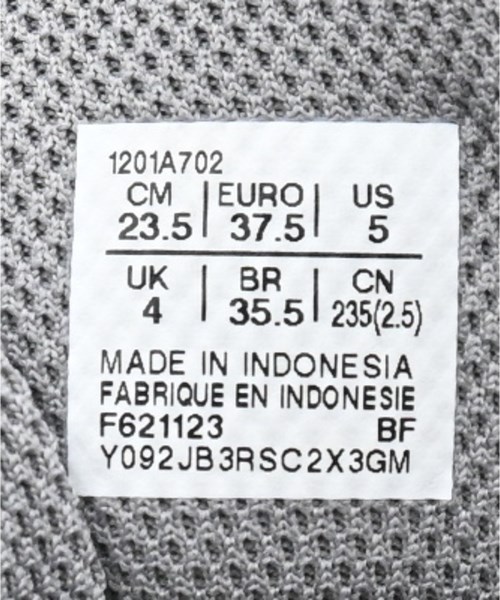 1201A702
CM | EURO | US
23.5 | 37.5 | 5
UK | BR | CN
4 | 35.5 | 235(2.5)
MADE IN INDONESIA
FABRIQUE EN INDONESIE
F621123 BF
Y092JB3RSC2X3GM